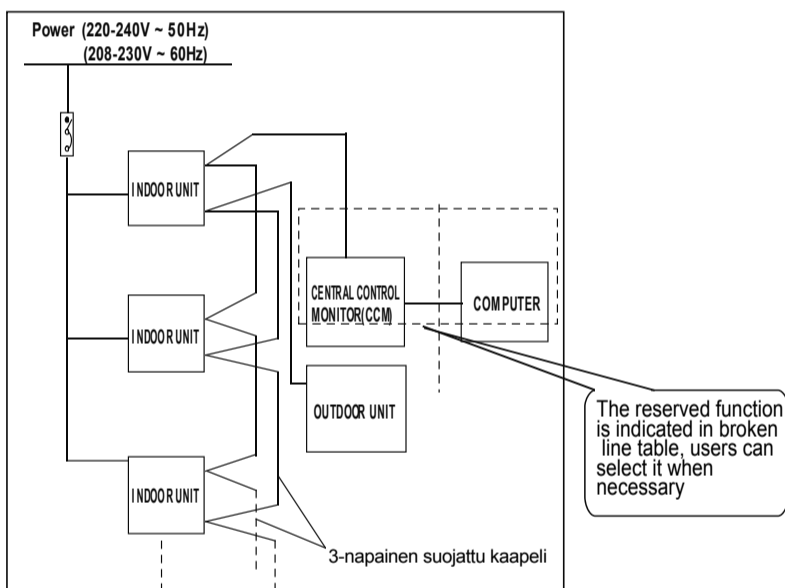 Power (220-240V ~ 50Hz)
(208-230V ~ 60Hz)
INDOOR UNIT
CENTRAL CONTROL
MONITOR(CCM)
COMPUTER
INDOOR UNIT
OUTDOOR UNIT
The reserved function
is indicated in broken
line table, users can
select it when
necessary
INDOOR UNIT
3-napainen suojattu kaapeli